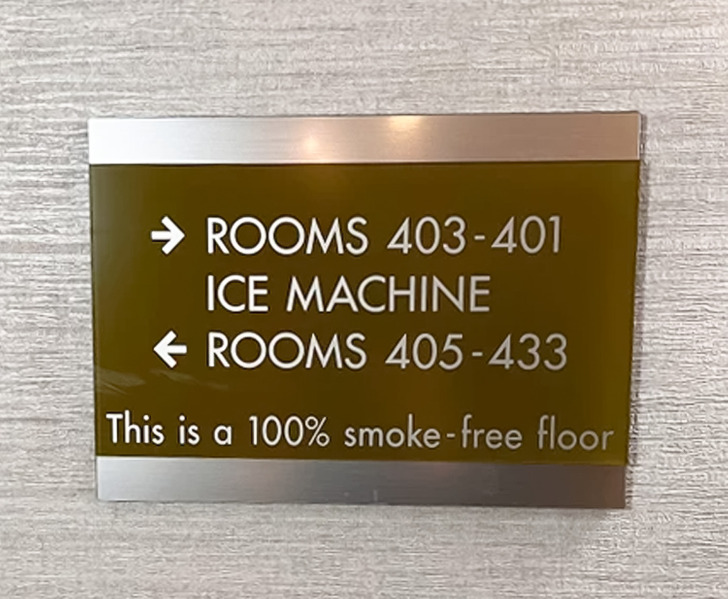 → ROOMS 403-401
ICE MACHINE
← ROOMS 405-433
This is a 100% smoke-free floor